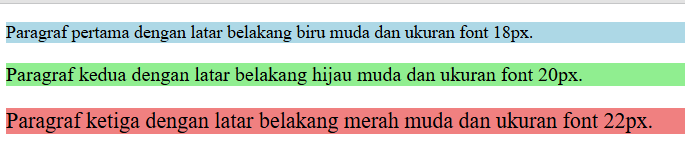 Paragraf pertama dengan latar belakang biru muda dan ukuran font 18px.
Paragraf kedua dengan latar belakang hijau muda dan ukuran font 20px.
Paragraf ketiga dengan latar belakang merah muda dan ukuran font 22px.